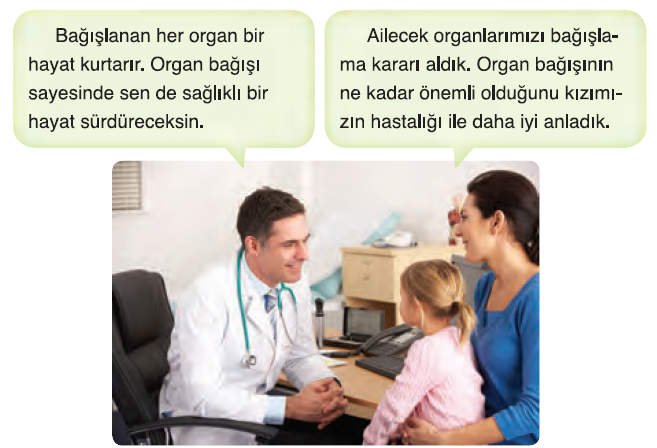 Bağışlanan her organ bir
hayat kurtarır. Organ bağışı
sayesinde sen de sağlıklı bir
hayat sürdüreceksin.
Ailecek organlarımızı bağışla-
ma kararı aldık. Organ bağışının
ne kadar önemli olduğunu kızımı-
zın hastalığı ile daha iyi anladık.